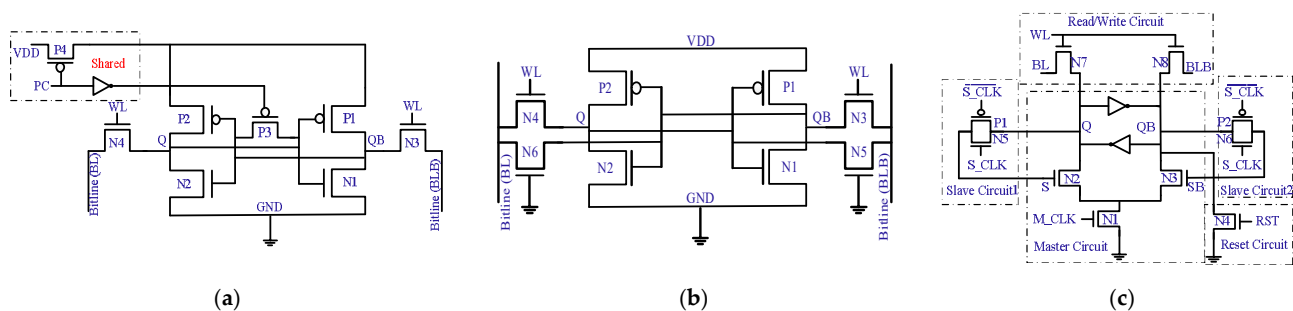 VDD
P4
Shared
PC
WL
WL
P2
P1
P3
N4
Q
QB
N3
N2
N1
Bitline (BL)
GND
Bitline (BLB)
(a)
VDD
WL
WL
P2
P1
N4
Q
QB
N3
N6
N5
N2
N1
Bitline (BL)
GND
Bitline (BLB)
(b)
Read/Write Circuit
WL
BL
N7
N8
BLB
S_CLK
S_CLK
P1
Q
QB
P2
N5
N6
S_CLK
S_CLK
Slave Circuit1
S
N2
N3
SB
Slave Circuit2
M_CLK
N1
N4
RST
Master Circuit
Reset Circuit
(c)